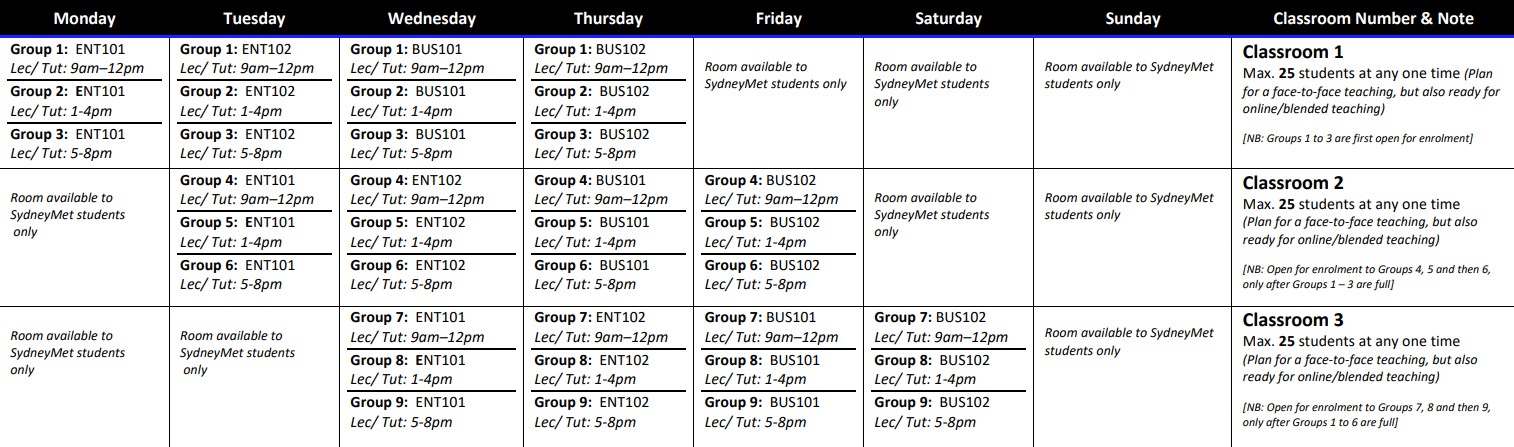 Monday
Tuesday
Wednesday
Thursday
Friday
Saturday
Sunday
Classroom Number & Note
Group 1: ENT101
Lec/ Tut: 9am–12pm
Group 2: ENT101
Lec/ Tut: 1-4pm
Group 3: ENT101
Lec/ Tut: 5-8pm
Group 1: ENT102
Lec/ Tut: 9am–12pm
Group 2: ENT102
Lec/ Tut: 1-4pm
Group 3: ENT102
Lec/ Tut: 5-8pm
Group 1: BUS101
Lec/ Tut: 9am–12pm
Group 2: BUS101
Lec/ Tut: 1-4pm
Group 3: BUS101
Lec/ Tut: 5-8pm
Group 1: BUS102
Lec/ Tut: 9am–12pm
Group 2: BUS102
Lec/ Tut: 1-4pm
Group 3: BUS102
Lec/ Tut: 5-8pm
Room available to
SydneyMet students only
Room available to
SydneyMet students
only
Room available to SydneyMet
students only
Classroom 1
Max. 25 students at any one time (Plan
for a face-to-face teaching, but also ready for
online/blended teaching)
[NB: Groups 1 to 3 are first open for enrolment]
Room available to
SydneyMet students
only
Group 4: ENT101
Lec/ Tut: 9am–12pm
Group 5: ENT101
Lec/ Tut: 1-4pm
Group 6: ENT101
Lec/ Tut: 5-8pm
Group 4: ENT102
Lec/ Tut: 9am–12pm
Group 5: ENT102
Lec/ Tut: 1-4pm
Group 6: ENT102
Lec/ Tut: 5-8pm
Group 4: BUS101
Lec/ Tut: 9am–12pm
Group 5: BUS101
Lec/ Tut: 1-4pm
Group 6: BUS101
Lec/ Tut: 5-8pm
Group 4: BUS102
Lec/ Tut: 9am–12pm
Group 5: BUS102
Lec/ Tut: 1-4pm
Group 6: BUS102
Lec/ Tut: 5-8pm
Room available to
SydneyMet students
only
Room available to SydneyMet
students only
Classroom 2
Max. 25 students at any one time
(Plan for a face-to-face teaching, but also
ready for online/blended teaching)
[NB: Open for enrolment to Groups 4, 5 and then 6,
only after Groups 1 – 3 are full]
Room available to
SydneyMet students
only
Room available to
SydneyMet students
only
Group 7: ENT101
Lec/ Tut: 9am–12pm
Group 8: ENT101
Lec/ Tut: 1-4pm
Group 9: ENT101
Lec/ Tut: 5-8pm
Group 7: ENT102
Lec/ Tut: 9am–12pm
Group 8: ENT102
Lec/ Tut: 1-4pm
Group 9: ENT102
Lec/ Tut: 5-8pm
Group 7: BUS101
Lec/ Tut: 9am–12pm
Group 8: BUS101
Lec/ Tut: 1-4pm
Group 9: BUS101
Lec/ Tut: 5-8pm
Group 7: BUS102
Lec/ Tut: 9am–12pm
Group 8: BUS102
Lec/ Tut: 1-4pm
Group 9: BUS102
Lec/ Tut: 5-8pm
Room available to SydneyMet
students only
Classroom 3
Max. 25 students at any one time
(Plan for a face-to-face teaching, but also
ready for online/blended teaching)
[NB: Open for enrolment to Groups 7, 8 and then 9,
only after Groups 1 to 6 are full]